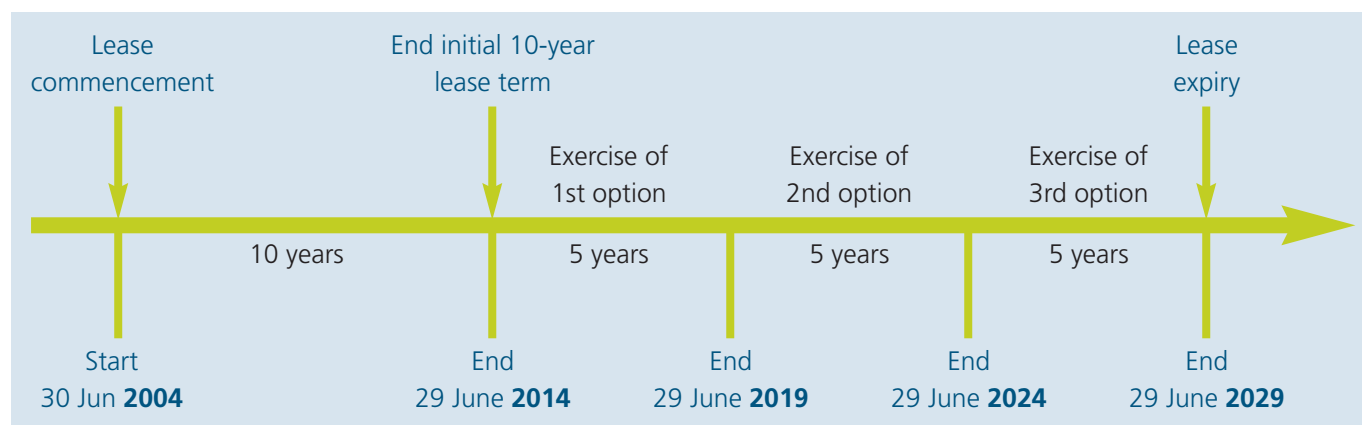 Lease
commencement
End initial 10-year
lease term
Lease
expiry
Exercise of
1st option
Exercise of
2nd option
Exercise of
3rd option
10 years
5 years
5 years
5 years
Start
30 Jun 2004
End
29 June 2014
End
29 June 2019
End
29 June 2024
End
29 June 2029